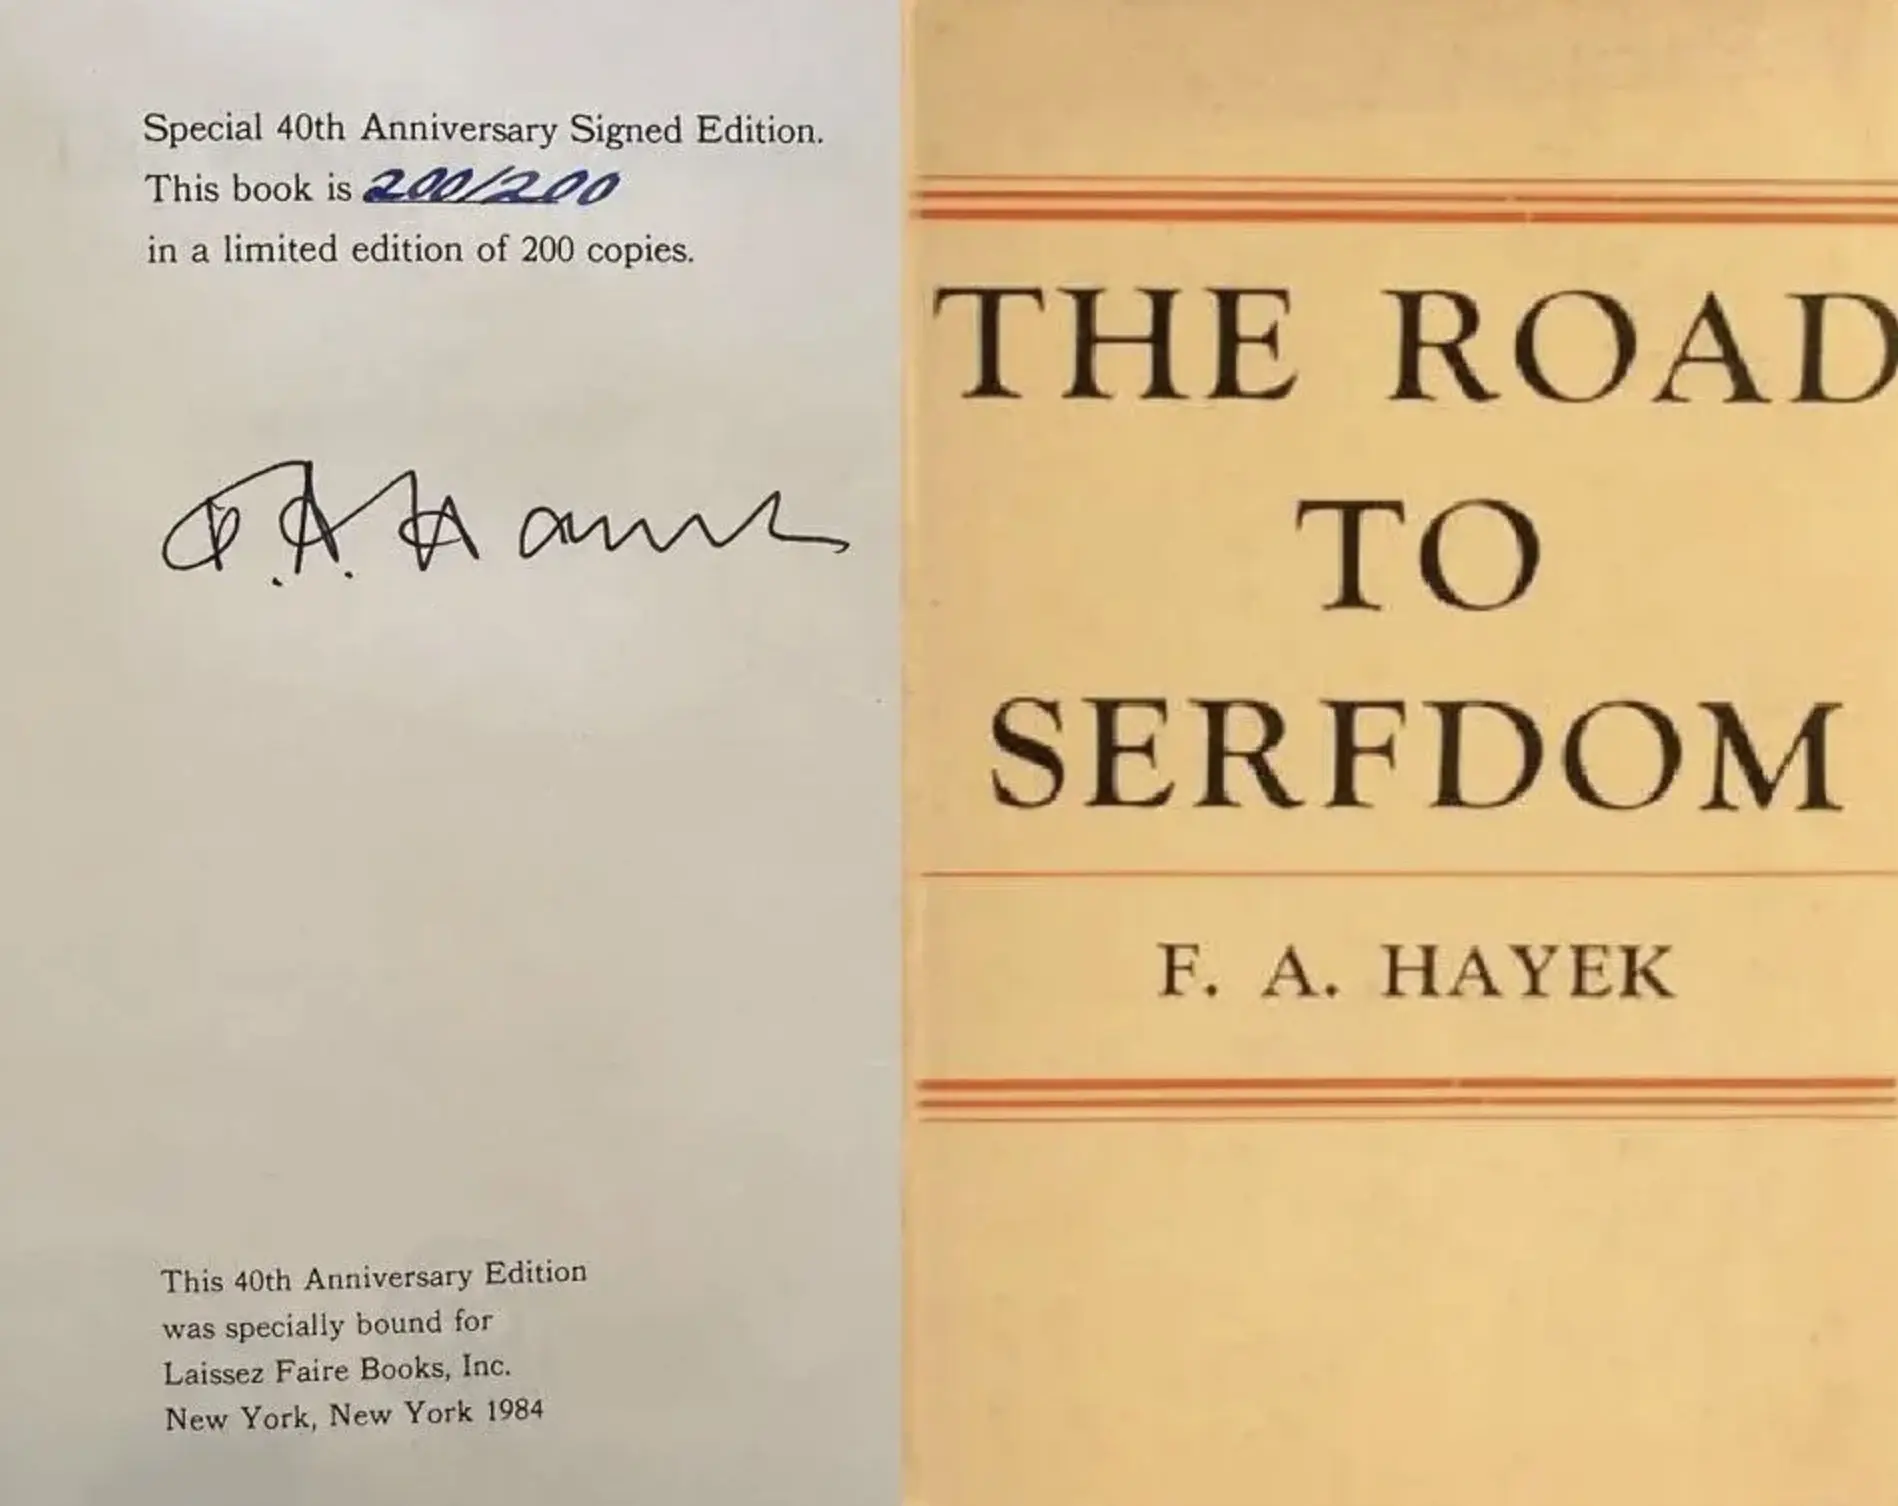 Special 40th Anniversary Signed Edition.
This book is 200/200
in a limited edition of 200 copies.
F. A. Hayek
This 40th Anniversary Edition
was specially bound for
Laissez Faire Books, Inc.
New York, New York 1984
THE ROAD
TO
SERFDOM
F. A. HAYEK